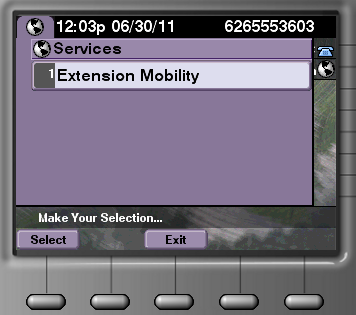 12:03p 06/30/11 6265553603
Services
1 Extension Mobility
Make Your Selection...
Select Exit